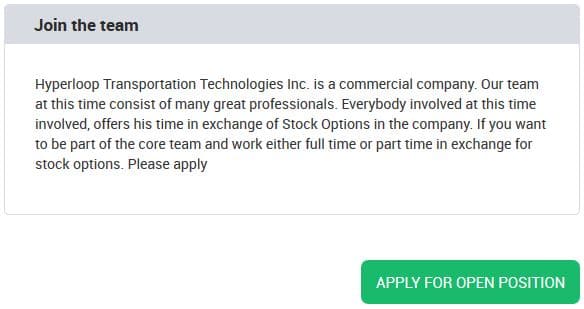 Join the team
Hyperloop Transportation Technologies Inc. is a commercial company. Our team
at this time consist of many great professionals. Everybody involved at this time
involved, offers his time in exchange of Stock Options in the company. If you want
to be part of the core team and work either full time or part time in exchange for
stock options. Please apply
APPLY FOR OPEN POSITION